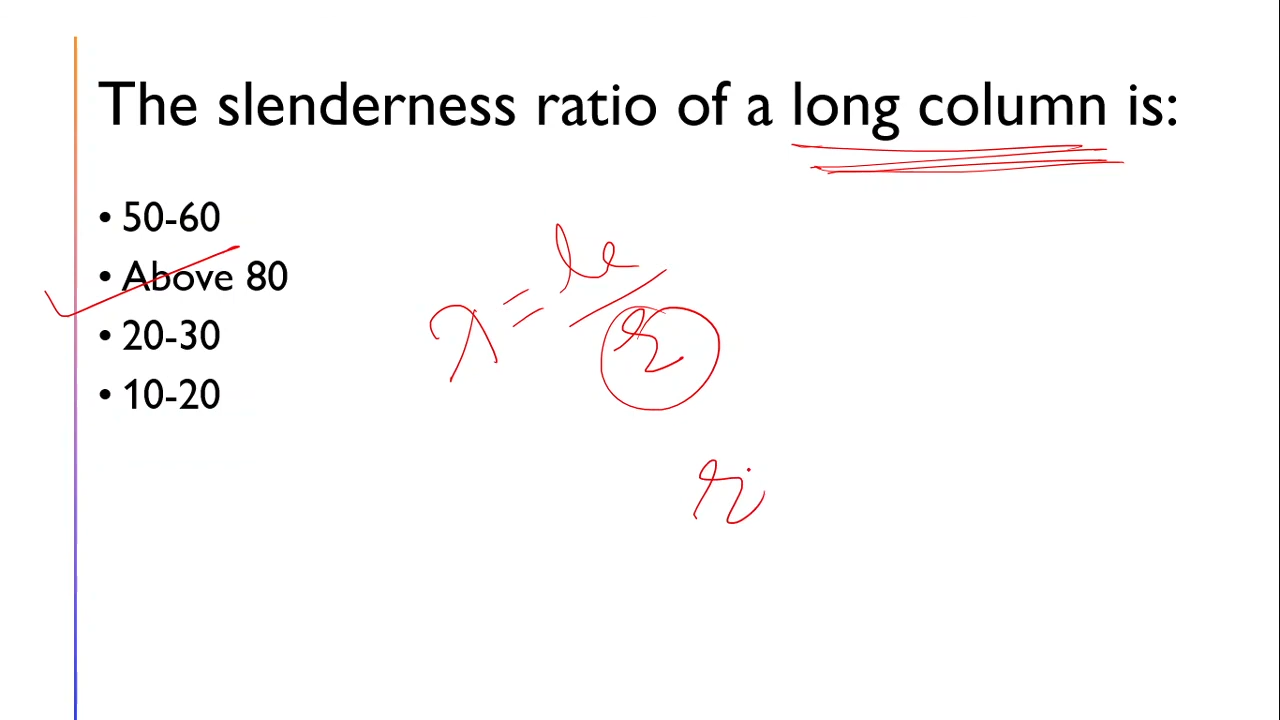 The slenderness ratio of a long column is:
• 50-60
• Above 80
• 20-30
• 10-20
λ = le/r
r